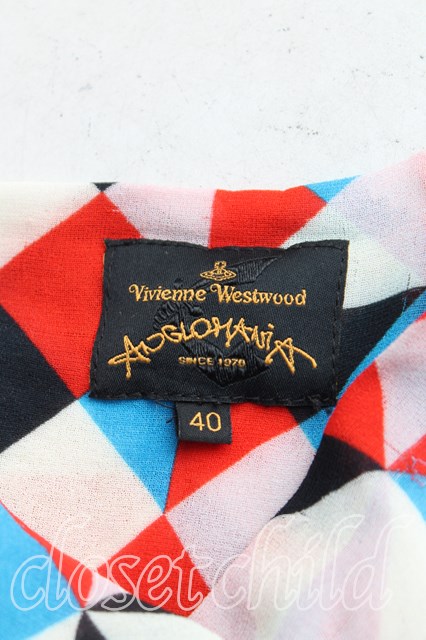 Vivienne Westwood
ANGLOMANIA
SINCE 1970
40
closetchild